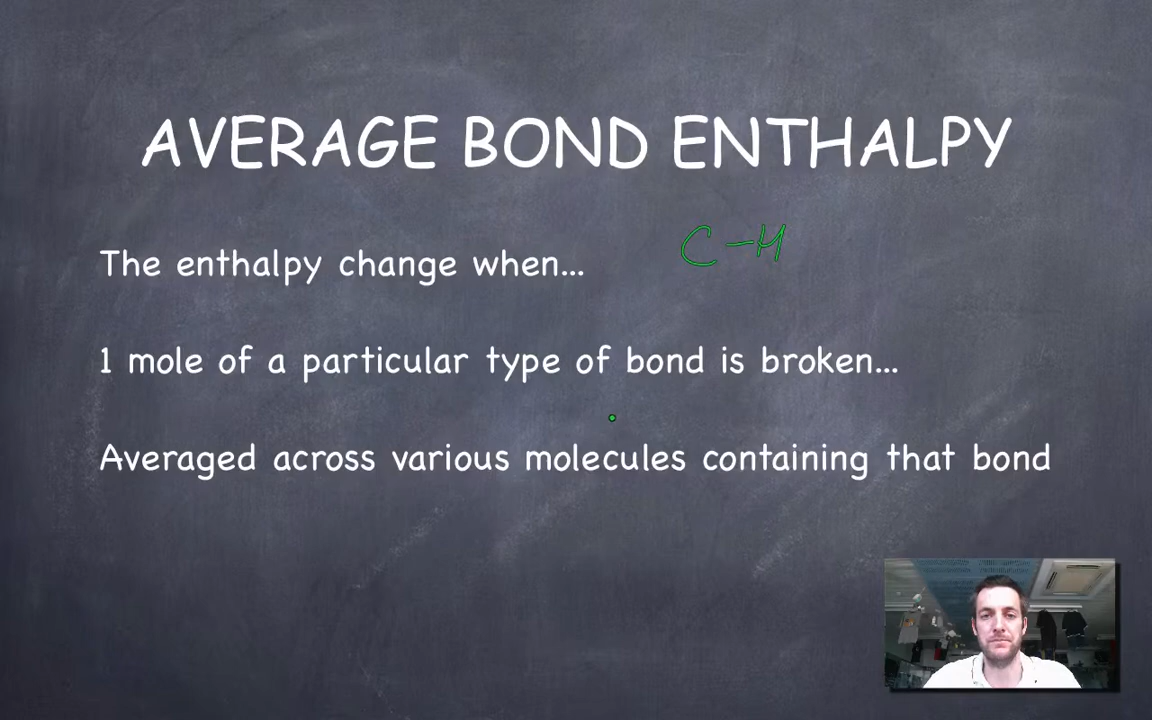 AVERAGE BOND ENTHALPY
C-H
The enthalpy change when...
1 mole of a particular type of bond is broken...
Averaged across various molecules containing that bond